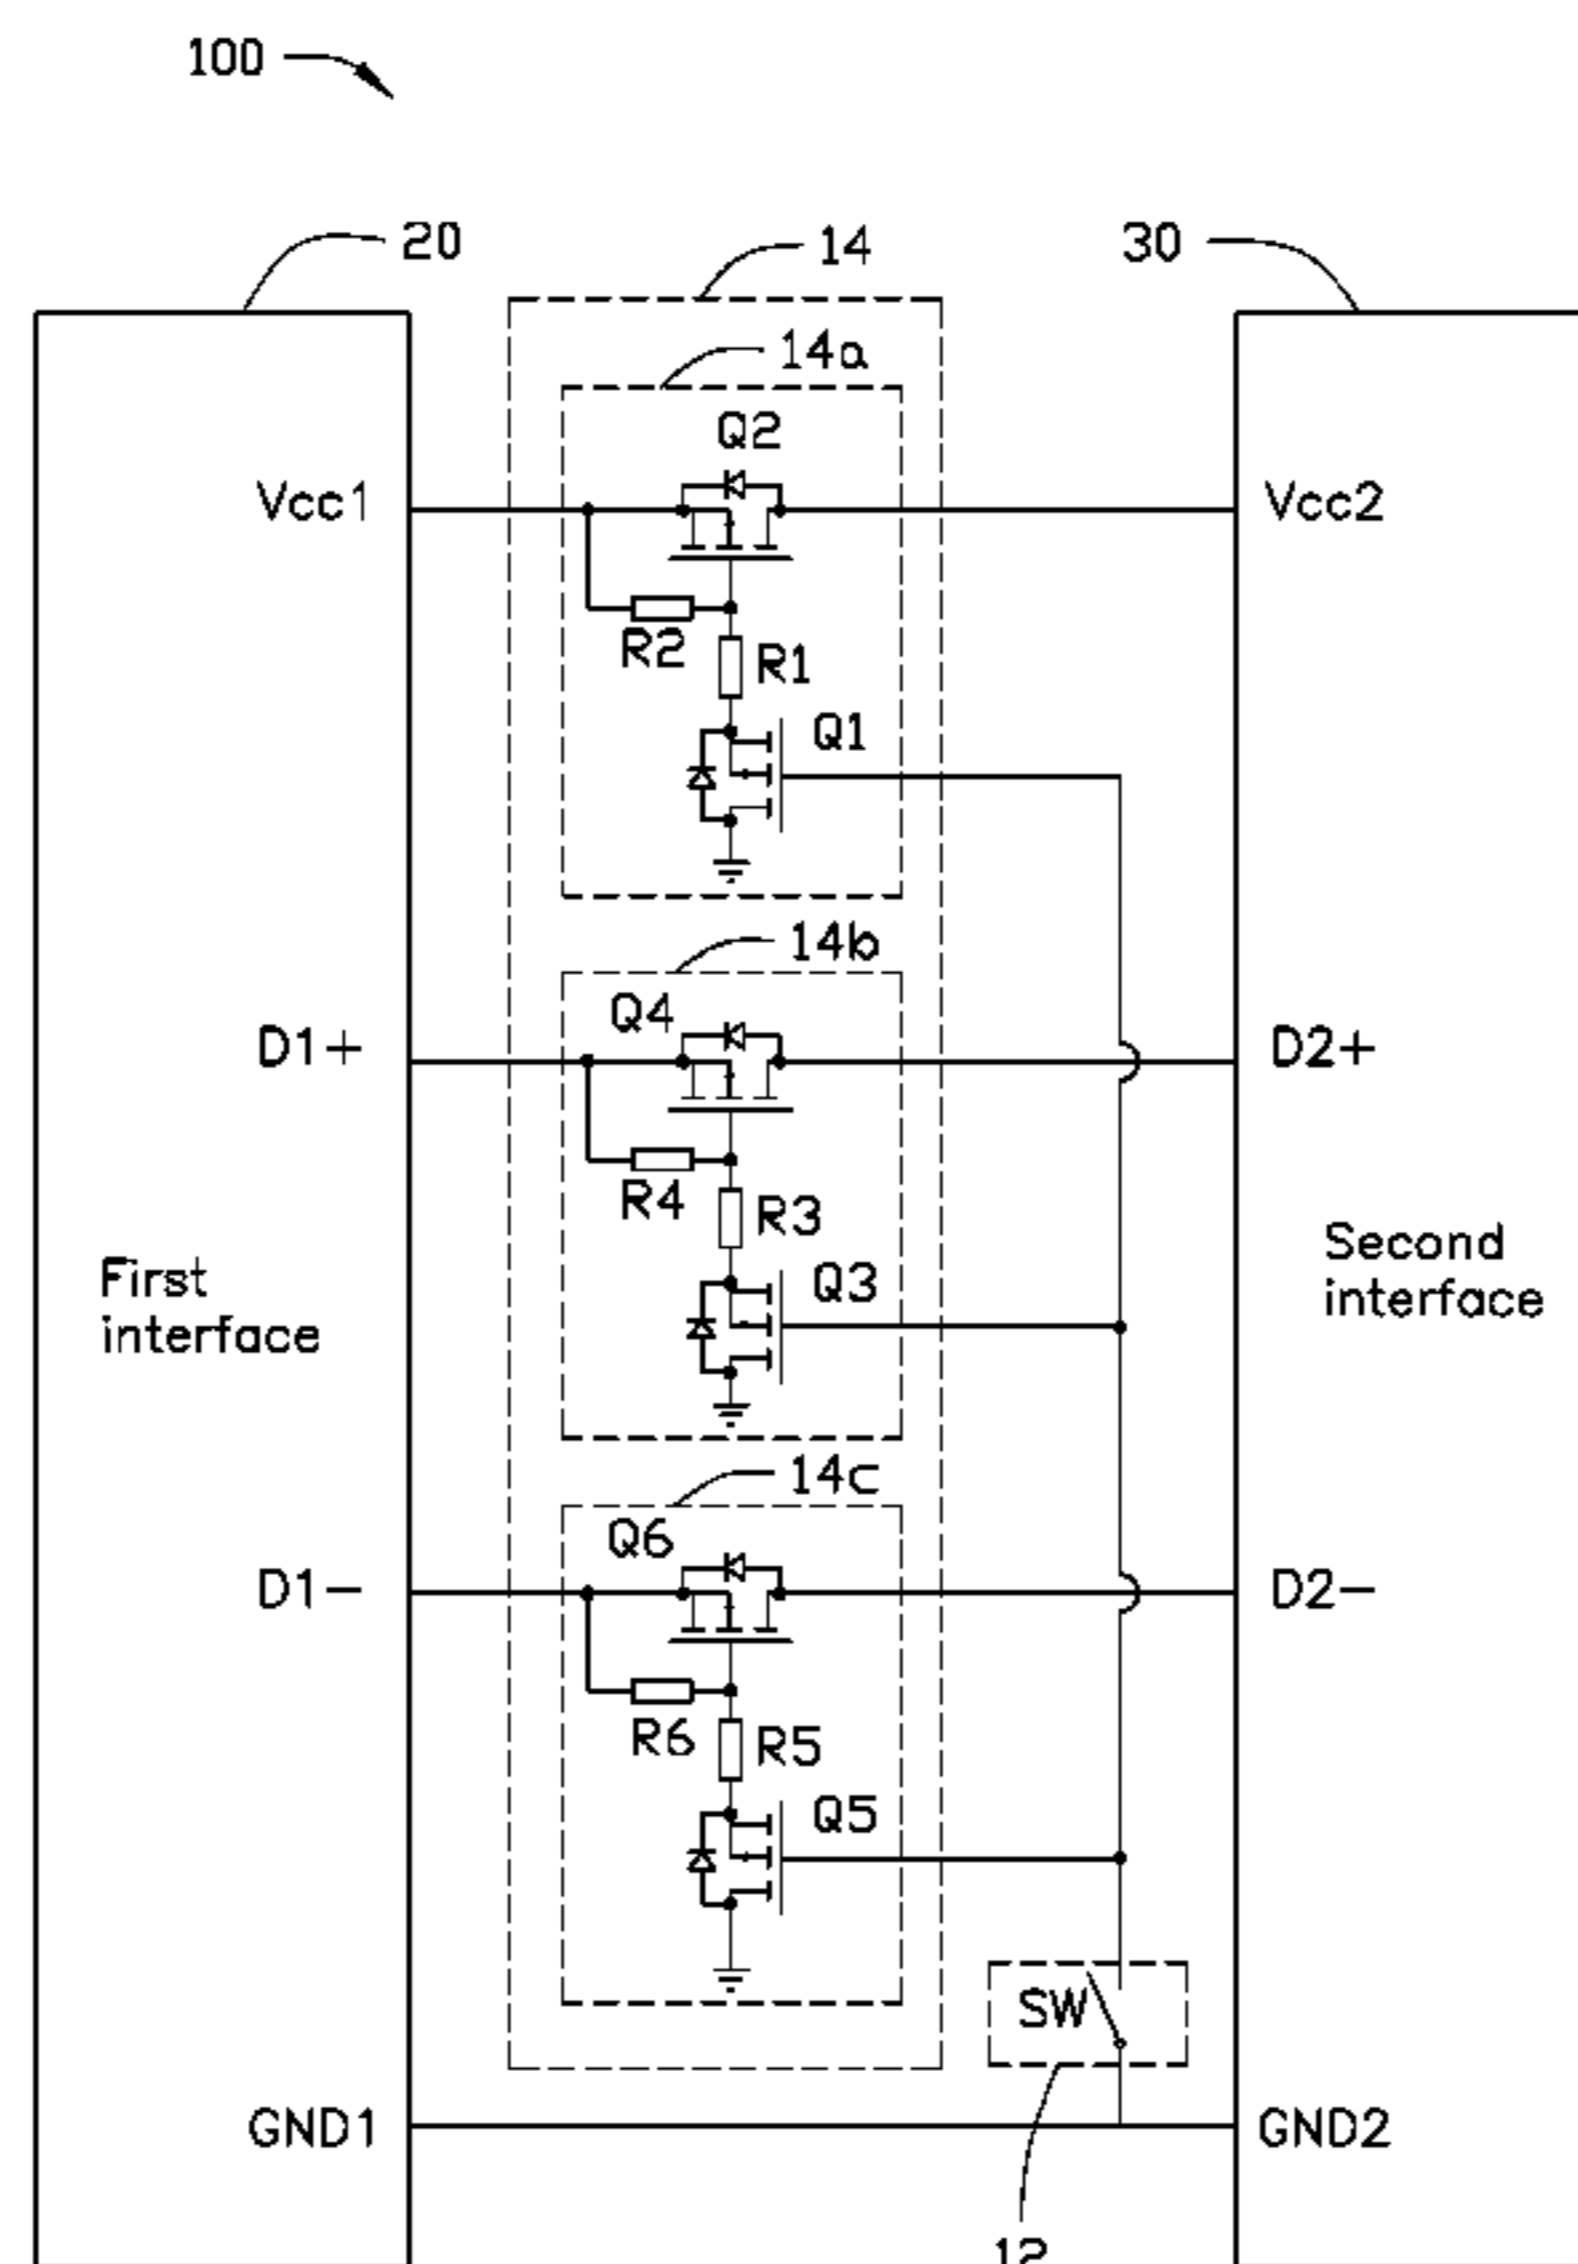 100
20
14
30
14a
Q2
Vcc1
Vcc2
R2
R1
Q1
14b
Q4
D1+
D2+
R4
R3
First
interface
Q3
Second
interface
14c
Q6
D1-
D2-
R6
R5
Q5
SW
GND1
GND2
12